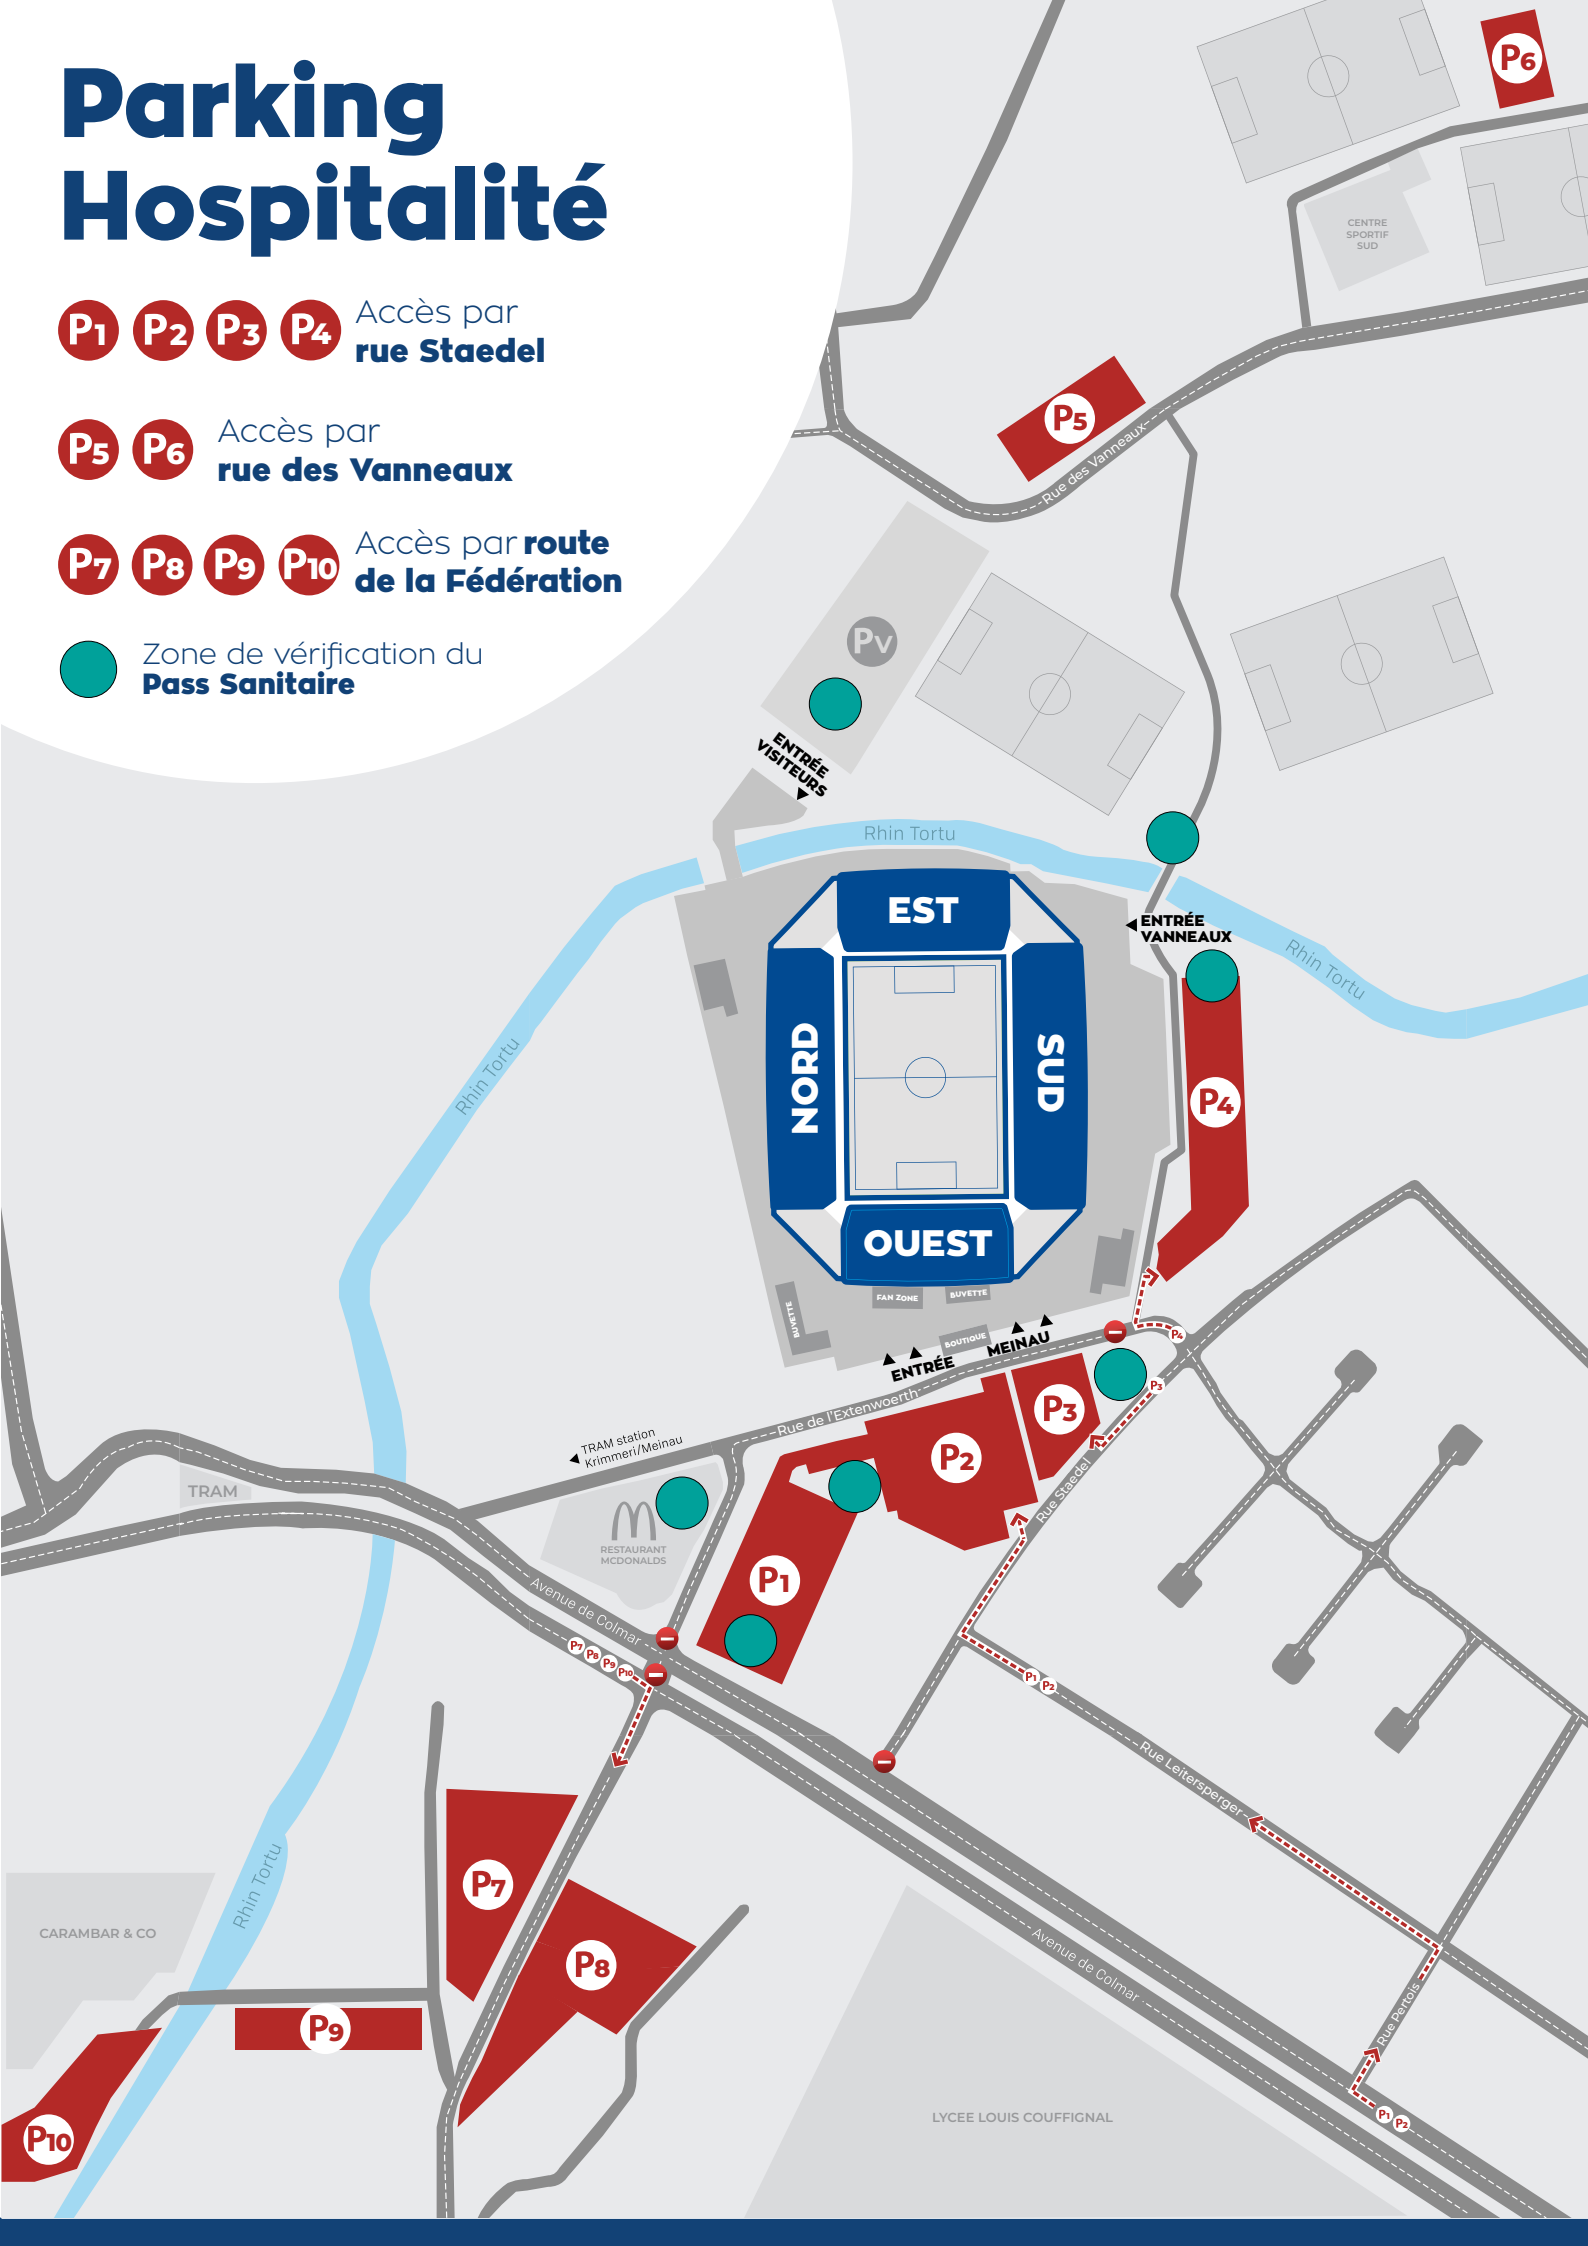 Parking
Hospitalité
P1 P2 P3 P4
Accès par
rue Staedel
P5 P6
Accès par
rue des Vanneaux
P7 P8 P9 P10
Accès par route
de la Fédération
Zone de vérification du
Pass Sanitaire
P6
CENTRE
SPORTIF
SUD
P5
Rue des Vanneaux
PV
ENTRÉE
VISITEURS
Rhin Tortu
EST
ENTRÉE
VANNEAUX
Rhin Tortu
NORD
SUD
Rhin Tortu
P4
OUEST
FAN ZONE
BUVETTE
BUVETTE
BOUTIQUE
ENTRÉE
MEINAU
P4
P3
P3
Rue de l'Extenwoerth
TRAM station
Krimmeri/Meinau
P2
TRAM
Rue Staedel
RESTAURANT
MCDONALDS
P1
Avenue de Colmar
P7 P8 P9 P10
P1 P2
Rue Leitersperger
P7
Rhin Tortu
CARAMBAR & CO
P8
Avenue de Colmar
P9
Rue Pertois
P10
LYCEE LOUIS COUFFIGNAL
P1 P2